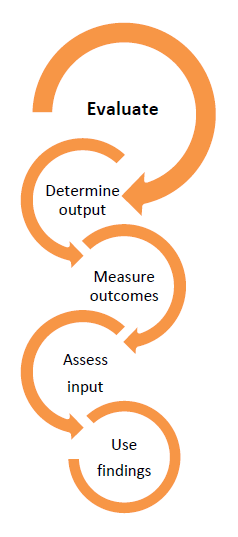 Evaluate
Determine
output
Measure
outcomes
Assess
input
Use
findings